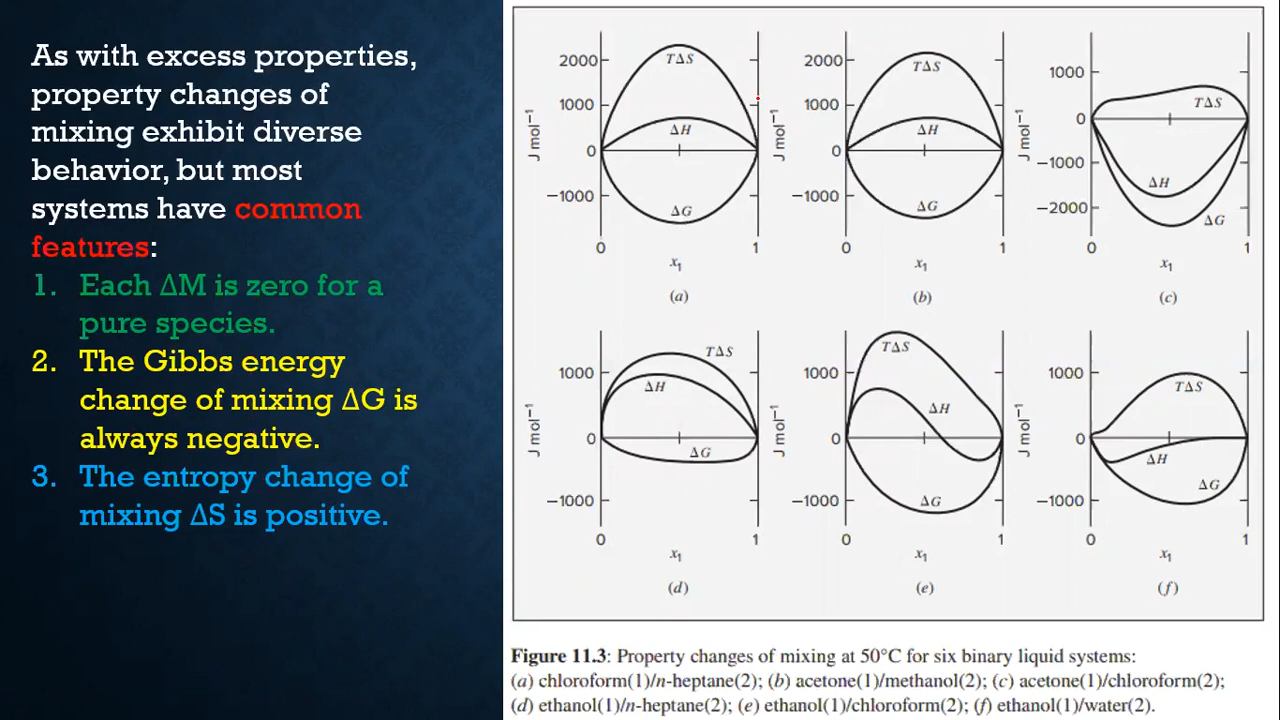 As with excess properties,
property changes of
mixing exhibit diverse
behavior, but most
systems have common
features:
1. Each ΔM is zero for a
pure species.
2. The Gibbs energy
change of mixing ΔG is
always negative.
3. The entropy change of
mixing ΔS is positive.
2000
1000
0
−1000
J mol⁻¹
TΔS
ΔH
ΔG
0
1
x₁
(a)
2000
1000
0
−1000
J mol⁻¹
TΔS
ΔH
ΔG
0
1
x₁
(b)
1000
0
−1000
−2000
J mol⁻¹
TΔS
ΔH
ΔG
0
1
x₁
(c)
1000
0
−1000
J mol⁻¹
TΔS
ΔH
ΔG
0
1
x₁
(d)
1000
0
−1000
J mol⁻¹
TΔS
ΔH
ΔG
0
1
x₁
(e)
1000
0
−1000
J mol⁻¹
TΔS
ΔH
ΔG
0
1
x₁
(f)
Figure 11.3: Property changes of mixing at 50°C for six binary liquid systems:
(a) chloroform(1)/n-heptane(2); (b) acetone(1)/methanol(2); (c) acetone(1)/chloroform(2);
(d) ethanol(1)/n-heptane(2); (e) ethanol(1)/chloroform(2); (f) ethanol(1)/water(2).